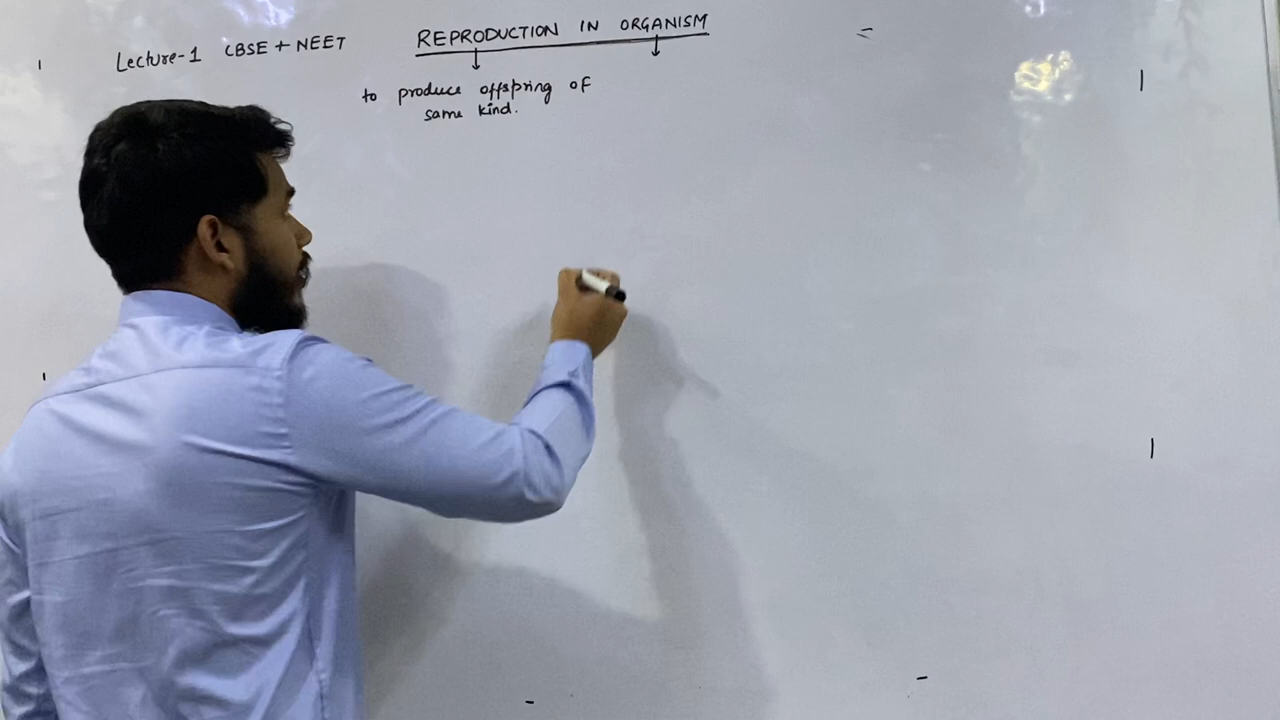 Lecture-1 CBSE + NEET REPRODUCTION IN ORGANISM
to produce offspring of
same kind.